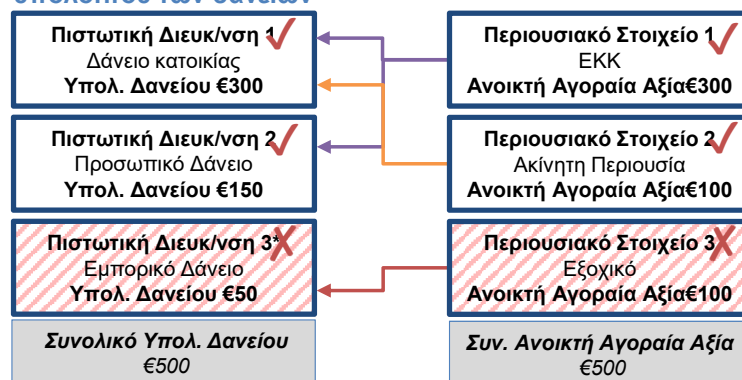 Πιστωτική Διευκ/νση 1
Δάνειο κατοικίας
Υπολ. Δανείου €300
Περιουσιακό Στοιχείο 1
ΕΚΚ
Ανοικτή Αγοραία Αξία€300
Πιστωτική Διευκ/νση 2
Προσωπικό Δάνειο
Υπολ. Δανείου €150
Περιουσιακό Στοιχείο 2
Ακίνητη Περιουσία
Ανοικτή Αγοραία Αξία€100
Πιστωτική Διευκ/νση 3*
Εμπορικό Δάνειο
Υπολ. Δανείου €50
Περιουσιακό Στοιχείο 3
Εξοχικό
Ανοικτή Αγοραία Αξία€100
Συνολικό Υπολ. Δανείου
€500
Συν. Ανοικτή Αγοραία Αξία
€500